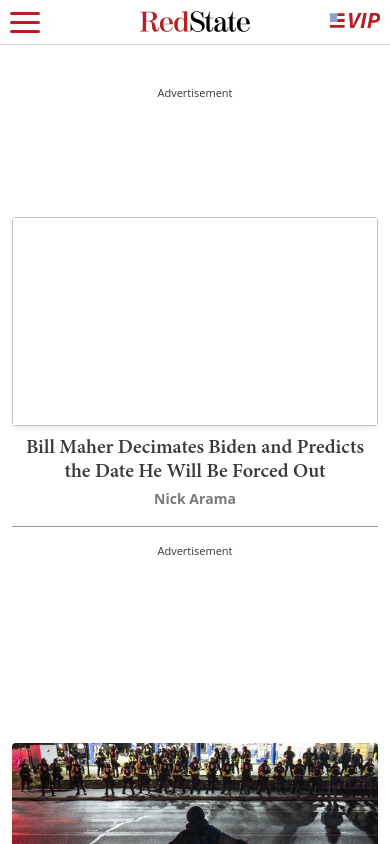 RedState
VIP
Advertisement
Bill Maher Decimates Biden and Predicts
the Date He Will Be Forced Out
Nick Arama
Advertisement